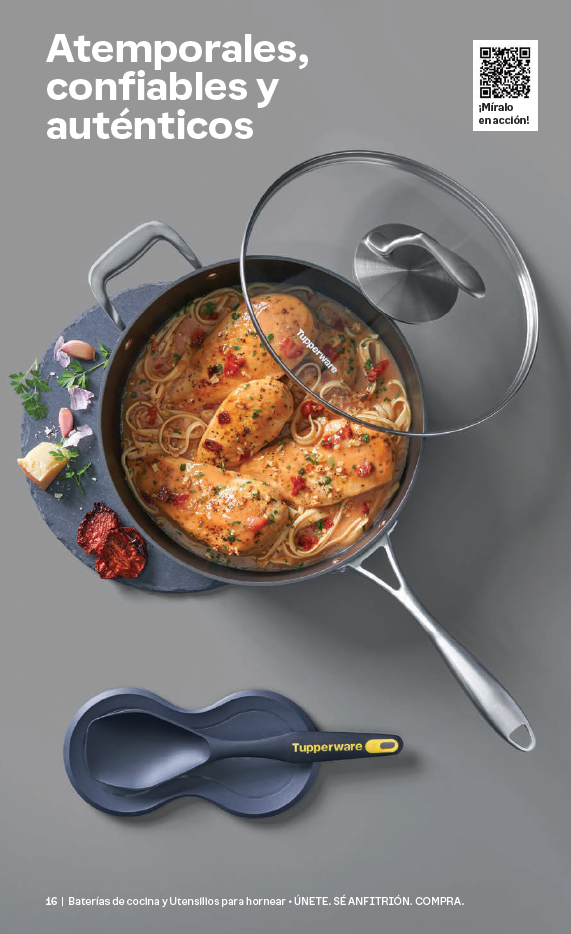 Atemporales,
confiables y
auténticos
¡Míralo
en acción!
Tupperware
Tupperware
16 | Baterías de cocina y Utensilios para hornear • ÚNETE. SÉ ANFITRIÓN. COMPRA.